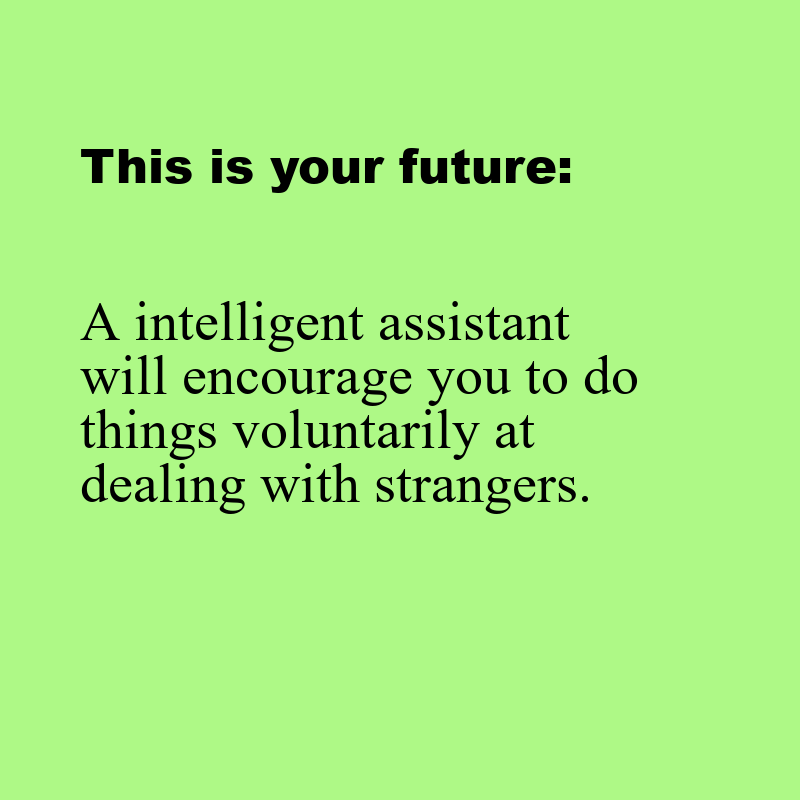 This is your future:
A intelligent assistant
will encourage you to do
things voluntarily at
dealing with strangers.